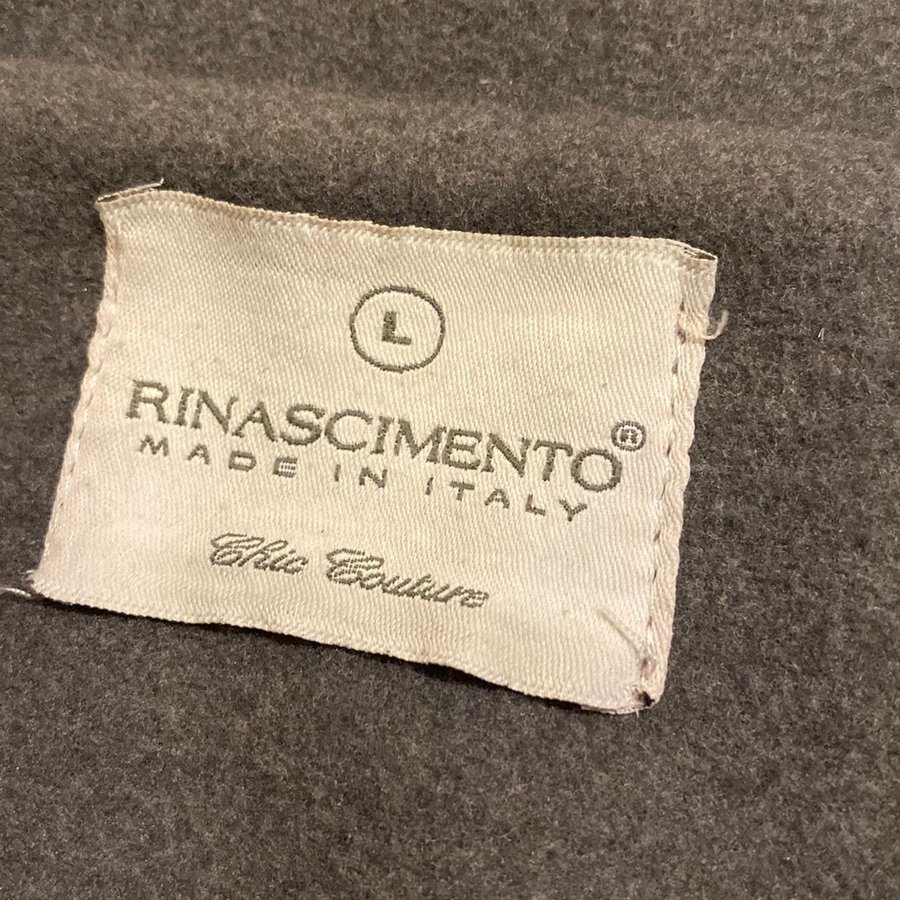 L
RINASCIMENTO®
MADE IN ITALY
Chic Couture